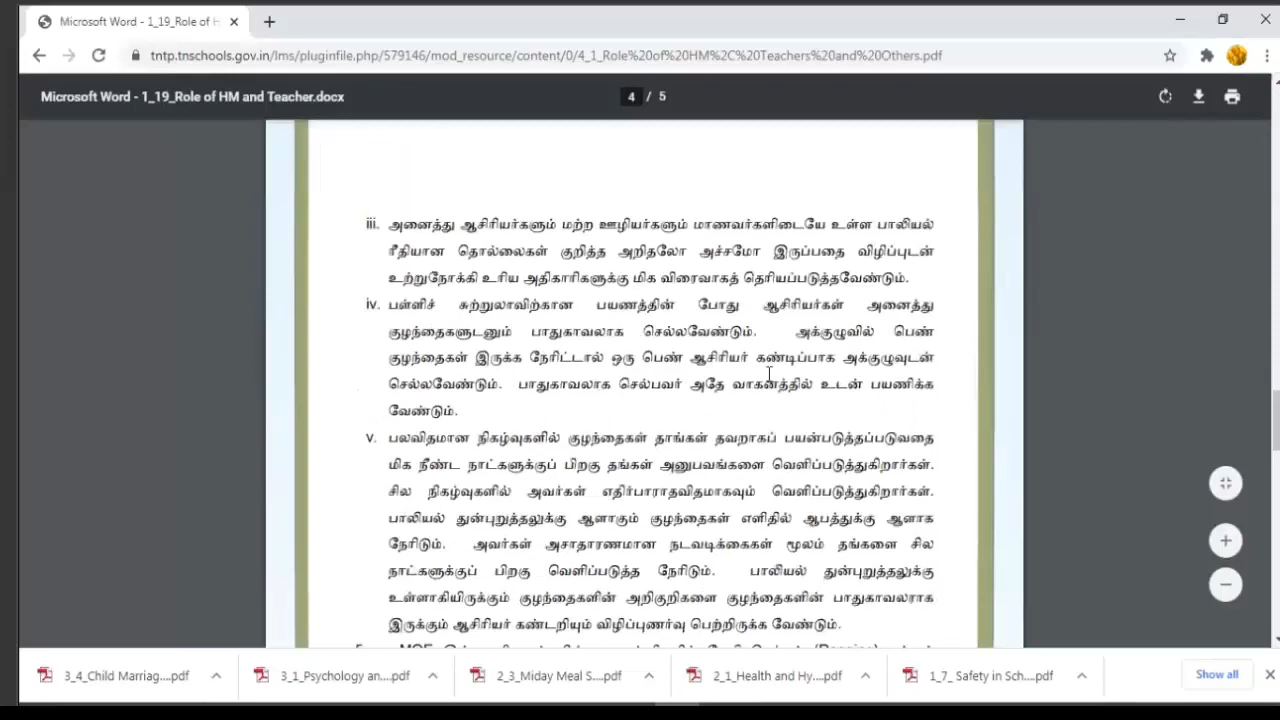 Microsoft Word - 1_19_Role of H
tntp.tnschools.gov.in/lms/pluginfile.php/579146/mod_resource/content/0/4_1_Role%20of%20HM%2C%20Teachers%20and%20Others.pdf
Microsoft Word - 1_19_Role of HM and Teacher.docx 4 / 5
iii. அனைத்து ஆசிரியர்களும் மற்ற ஊழியர்களும் மாணவர்களிடையே உள்ள பாலியல்
ரீதியான தொல்லைகள் குறித்த அறிதலோ அச்சமோ இருப்பதை விழிப்புடன்
உற்றுநோக்கி உரிய அதிகாரிகளுக்கு மிக விரைவாகத் தெரியப்படுத்தவேண்டும்.
iv. பள்ளிச் சுற்றுலாவிற்கான பயணத்தின் போது ஆசிரியர்கள் அனைத்து
குழந்தைகளுடனும் பாதுகாவலாக செல்லவேண்டும். அக்குழுவில் பெண்
குழந்தைகள் இருக்க நேரிட்டால் ஒரு பெண் ஆசிரியர் கண்டிப்பாக அக்குழுவுடன்
செல்லவேண்டும். பாதுகாவலாக செல்பவர் அதே வாகனத்தில் உடன் பயணிக்க
வேண்டும்.
v. பலவிதமான நிகழ்வுகளில் குழந்தைகள் தாங்கள் தவறாகப் பயன்படுத்தப்படுவதை
மிக நீண்ட நாட்களுக்குப் பிறகு தங்கள் அனுபவங்களை வெளிப்படுத்துகிறார்கள்.
சில நிகழ்வுகளில் அவர்கள் எதிர்பாராதவிதமாகவும் வெளிப்படுத்துகிறார்கள்.
பாலியல் துன்புறுத்தலுக்கு ஆளாகும் குழந்தைகள் எளிதில் ஆபத்துக்கு ஆளாக
நேரிடும். அவர்கள் அசாதாரணமான நடவடிக்கைகள் மூலம் தங்களை சில
நாட்களுக்குப் பிறகு வெளிப்படுத்த நேரிடும். பாலியல் துன்புறுத்தலுக்கு
உள்ளாகியிருக்கும் குழந்தைகளின் அறிகுறிகளை குழந்தைகளின் பாதுகாவலராக
இருக்கும் ஆசிரியர் கண்டறியும் விழிப்புணர்வு பெற்றிருக்க வேண்டும்.
3_4_Child Marriag....pdf 3_1_Psychology an....pdf 2_3_Miday Meal S....pdf 2_1_Health and Hy....pdf 1_7_ Safety in Sch....pdf Show all